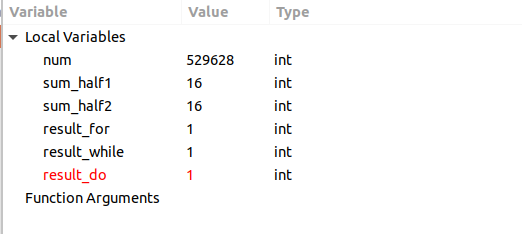 Variable Value Type
Local Variables
num 529628 int
sum_half1 16 int
sum_half2 16 int
result_for 1 int
result_while 1 int
result_do 1 int
Function Arguments